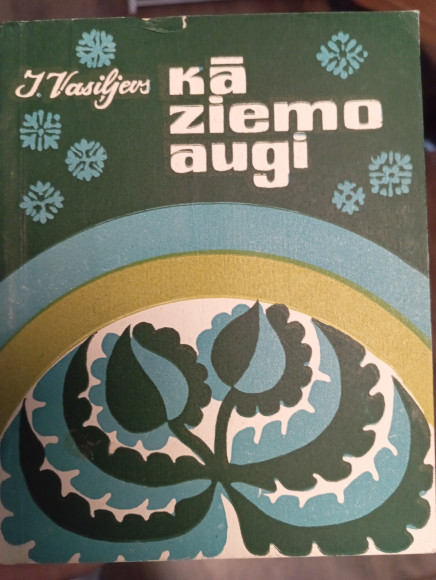 I. Vasiļjevs
Kā
ziemo
augi